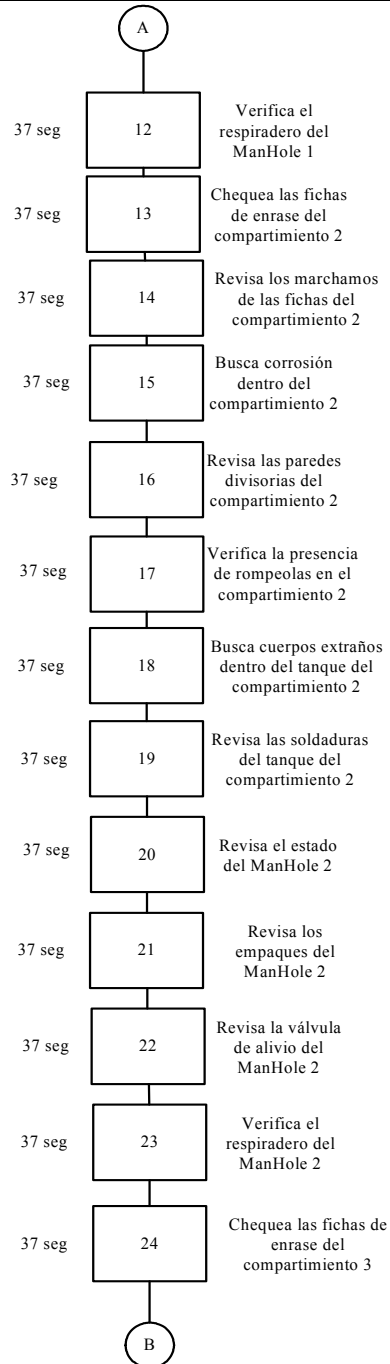 A
37 seg
12
Verifica el
respiradero del
ManHole 1
37 seg
13
Chequea las fichas
de enrase del
compartimiento 2
37 seg
14
Revisa los marchamos
de las fichas del
compartimiento 2
37 seg
15
Busca corrosión
dentro del
compartimiento 2
37 seg
16
Revisa las paredes
divisorias del
compartimiento 2
37 seg
17
Verifica la presencia
de rompeolas en el
compartimiento 2
37 seg
18
Busca cuerpos extraños
dentro del tanque del
compartimiento 2
37 seg
19
Revisa las soldaduras
del tanque del
compartimiento 2
37 seg
20
Revisa el estado
del ManHole 2
37 seg
21
Revisa los
empaques del
ManHole 2
37 seg
22
Revisa la válvula
de alivio del
ManHole 2
37 seg
23
Verifica el
respiradero del
ManHole 2
37 seg
24
Chequea las fichas de
enrase del
compartimiento 3
B